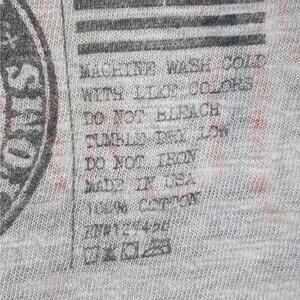 MACHINE WASH COLD
WITH LIKE COLORS
DO NOT BLEACH
TUMBLE DRY LOW
DO NOT IRON
MADE IN USA
100% COTTON